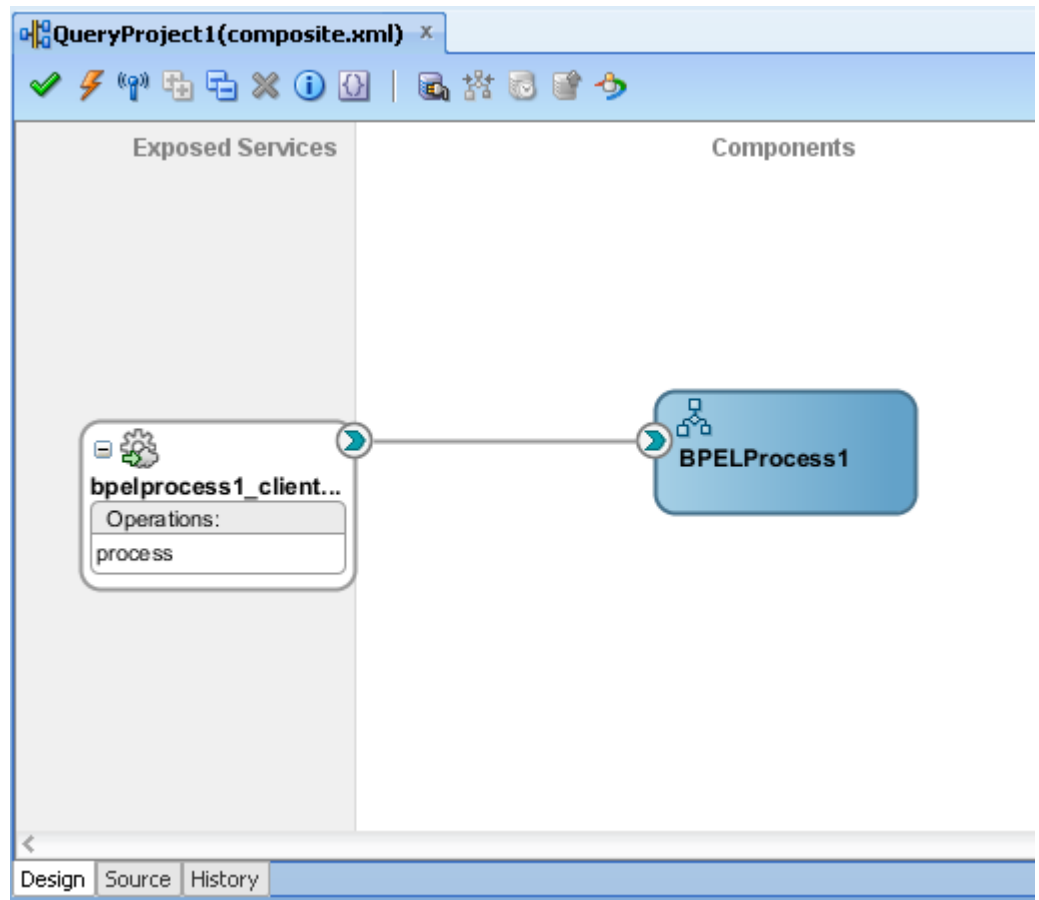 QueryProject1(composite.xml) x
Exposed Services
Components
bpelprocess1_client...
Operations:
process
BPELProcess1
Design Source History